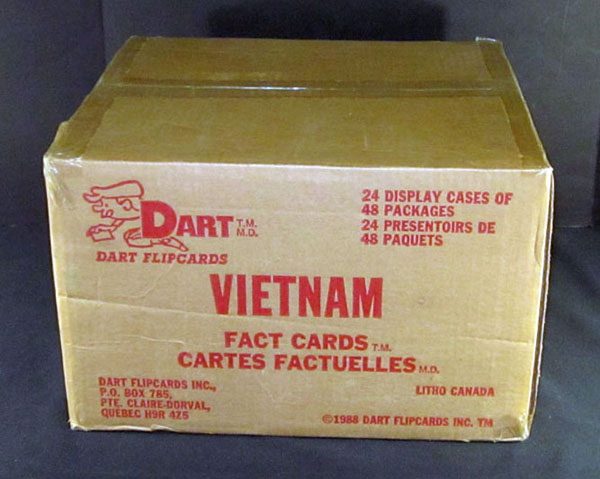 DART T.M.
M.D.
DART FLIPCARDS
24 DISPLAY CASES OF
48 PACKAGES
24 PRESENTOIRS DE
48 PAQUETS
VIETNAM
FACT CARDS T.M.
CARTES FACTUELLES M.D.
DART FLIPCARDS INC.,
P.O. BOX 785,
PTE. CLAIRE-DORVAL,
QUEBEC H9R 4Z5
LITHO CANADA
©1988 DART FLIPCARDS INC. TM